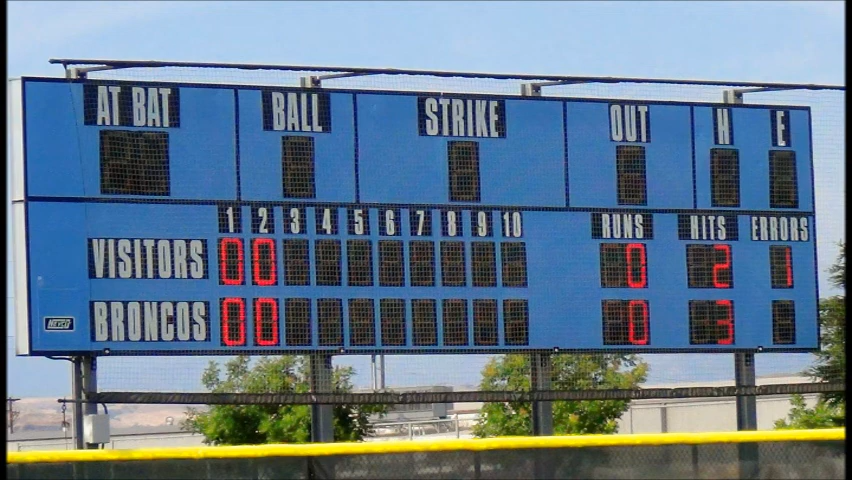 AT BAT BALL STRIKE OUT H E
1 2 3 4 5 6 7 8 9 10 RUNS HITS ERRORS
VISITORS 0 0 0 2 1
BRONCOS 0 0 0 3
NEVCO